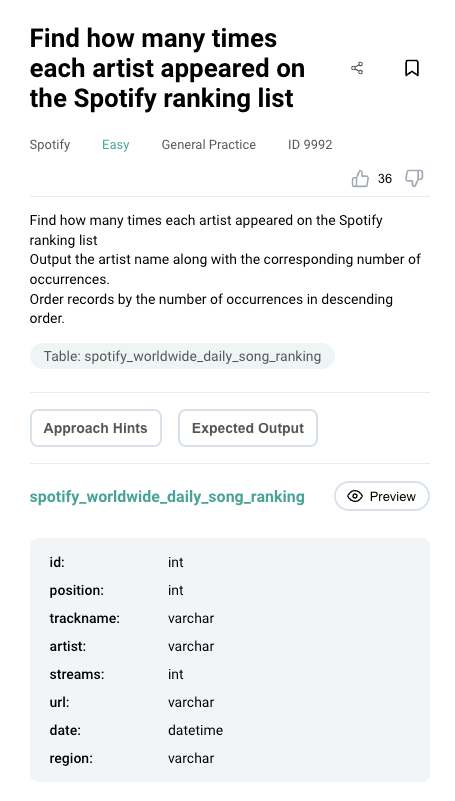 Find how many times
each artist appeared on
the Spotify ranking list
Spotify Easy General Practice ID 9992
36
Find how many times each artist appeared on the Spotify
ranking list
Output the artist name along with the corresponding number of
occurrences.
Order records by the number of occurrences in descending
order.
Table: spotify_worldwide_daily_song_ranking
Approach Hints Expected Output
spotify_worldwide_daily_song_ranking Preview
id: int
position: int
trackname: varchar
artist: varchar
streams: int
url: varchar
date: datetime
region: varchar